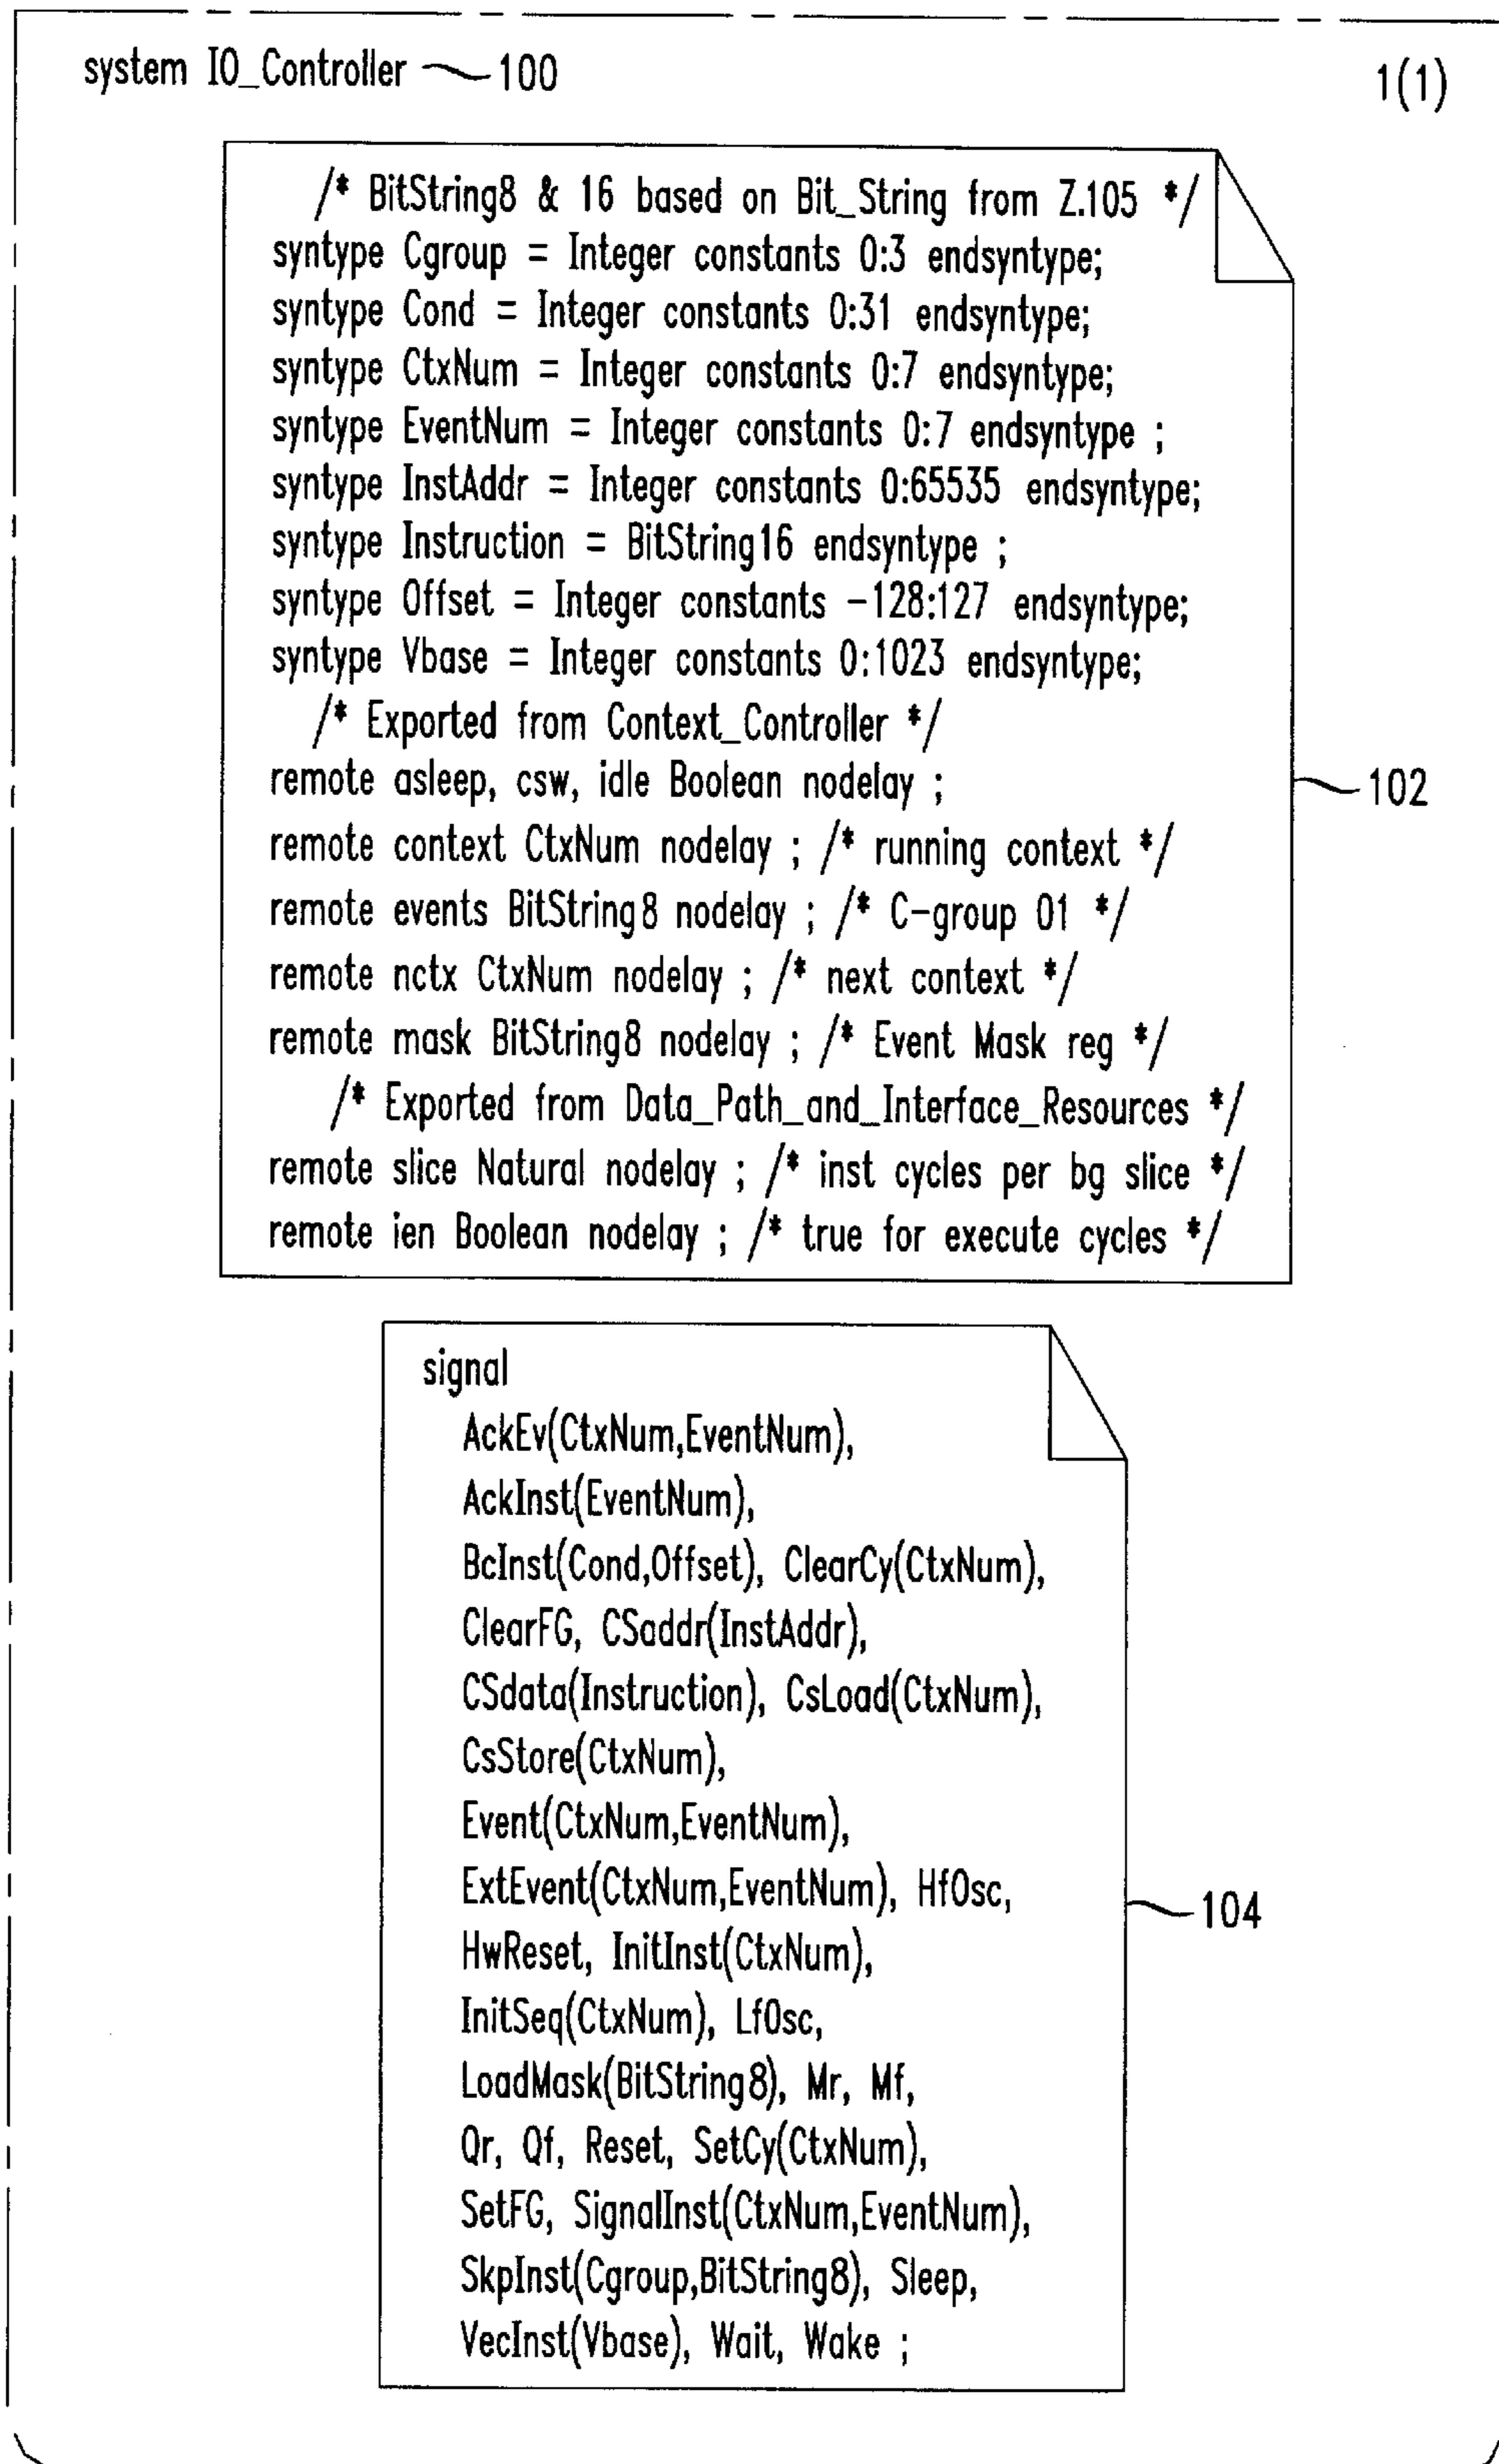 system IO_Controller 100
1(1)
/* BitString8 & 16 based on Bit_String from Z.105 */
syntype Cgroup = Integer constants 0:3 endsyntype;
syntype Cond = Integer constants 0:31 endsyntype;
syntype CtxNum = Integer constants 0:7 endsyntype;
syntype EventNum = Integer constants 0:7 endsyntype ;
syntype InstAddr = Integer constants 0:65535 endsyntype;
syntype Instruction = BitString16 endsyntype ;
syntype Offset = Integer constants -128:127 endsyntype;
syntype Vbase = Integer constants 0:1023 endsyntype;
/* Exported from Context_Controller */
remote asleep, csw, idle Boolean nodelay ;
102
remote context CtxNum nodelay ; /* running context */
remote events BitString8 nodelay ; /* C-group 01 */
remote nctx CtxNum nodelay ; /* next context */
remote mask BitString8 nodelay ; /* Event Mask reg */
/* Exported from Data_Path_and_Interface_Resources */
remote slice Natural nodelay ; /* inst cycles per bg slice */
remote ien Boolean nodelay ; /* true for execute cycles */
signal
AckEv(CtxNum,EventNum),
AckInst(EventNum),
BcInst(Cond,Offset), ClearCy(CtxNum),
ClearFG, CSaddr(InstAddr),
CSdata(Instruction), CsLoad(CtxNum),
CsStore(CtxNum),
Event(CtxNum,EventNum),
ExtEvent(CtxNum,EventNum), HfOsc,
104
HwReset, InitInst(CtxNum),
InitSeq(CtxNum), LfOsc,
LoadMask(BitString8), Mr, Mf,
Qr, Qf, Reset, SetCy(CtxNum),
SetFG, SignalInst(CtxNum,EventNum),
SkpInst(Cgroup,BitString8), Sleep,
VecInst(Vbase), Wait, Wake ;